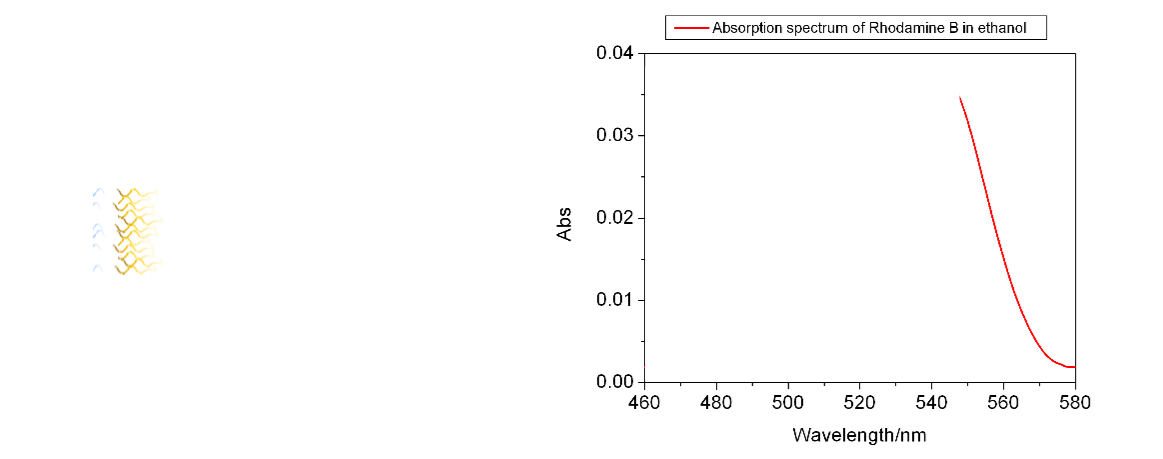 Absorption spectrum of Rhodamine B in ethanol
0.04
0.03
0.02
0.01
0.00
Abs
460 480 500 520 540 560 580
Wavelength/nm